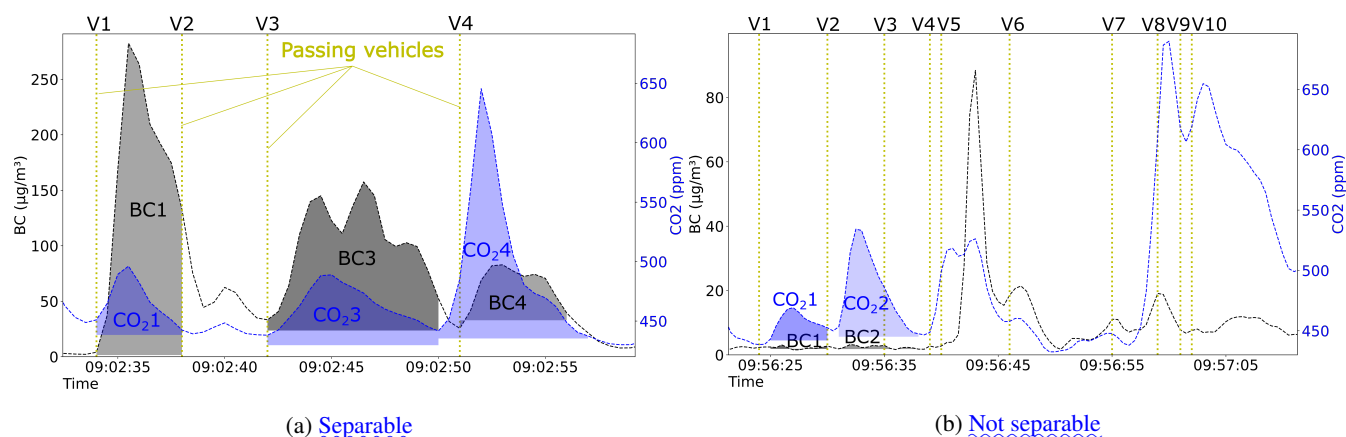 V1 V2 V3 V4
Passing vehicles
BC (µg/m³)
250
200
150
100
50
0
BC1
CO₂1
BC3
CO₂3
CO₂4
BC4
650
600
550
500
450
CO2 (ppm)
09:02:35 09:02:40 09:02:45 09:02:50 09:02:55
Time
(a) Separable
V1 V2 V3 V4 V5 V6 V7 V8 V9 V10
BC (µg/m³)
80
60
40
20
0
CO₂1
BC1
CO₂2
BC2
650
600
550
500
450
CO2 (ppm)
09:56:25 09:56:35 09:56:45 09:56:55 09:57:05
Time
(b) Not separable